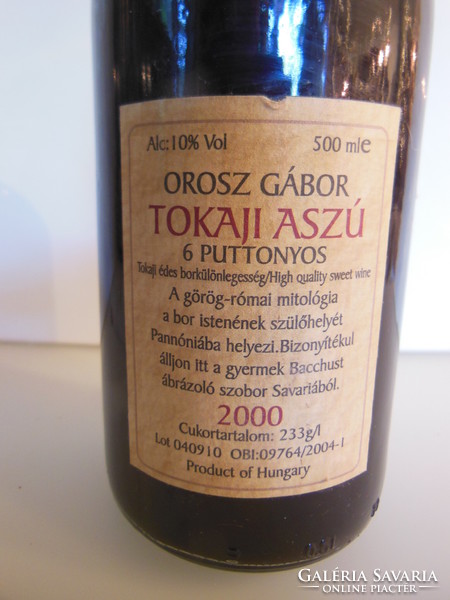 Alc:10% Vol 500 mle
OROSZ GÁBOR
TOKAJI ASZÚ
6 PUTTONYOS
Tokaji édes borkülönlegesség/High quality sweet wine
A görög-római mitológia
a bor istenének szülőhelyét
Pannóniába helyezi.Bizonyítékul
álljon itt a gyermek Bacchust
ábrázoló szobor Savariából.
2000
Cukortartalom: 233g/l
Lot 040910 OBI:09764/2004-1
Product of Hungary
GALÉRIA SAVARIA
ONLINE PIACTÉR